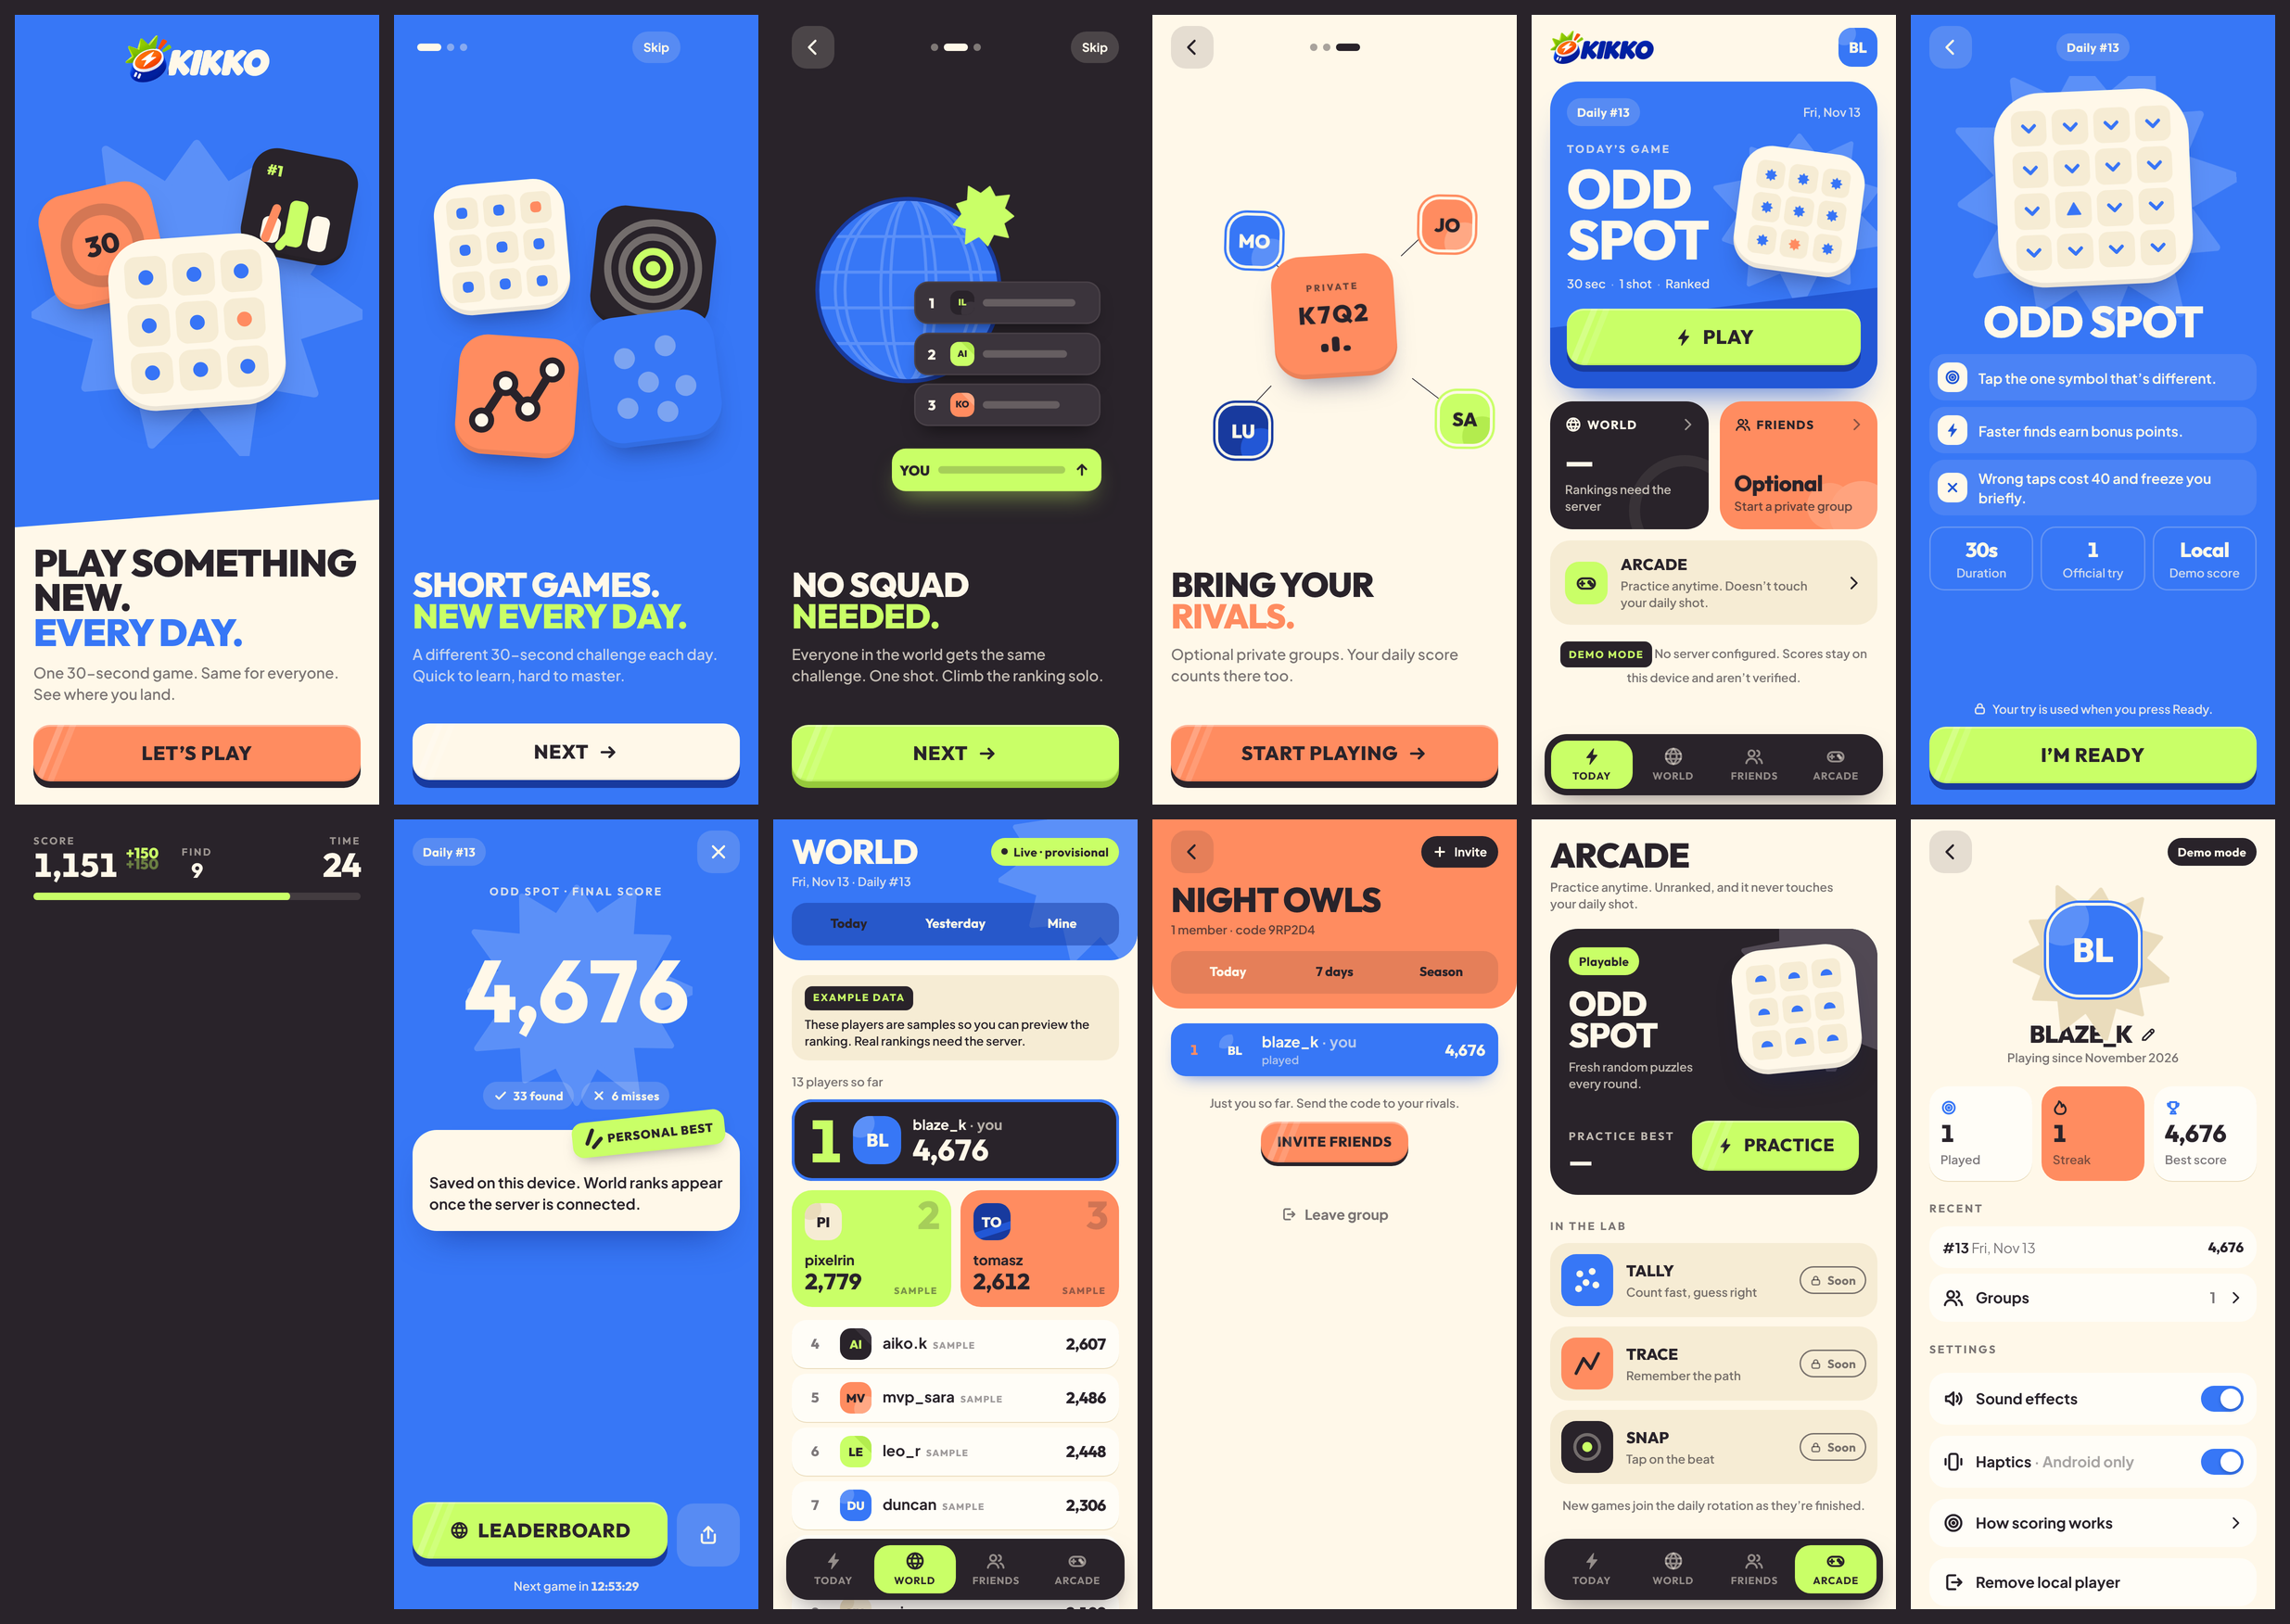 KIKKO
#1
30
PLAY SOMETHING
NEW.
EVERY DAY.
One 30-second game. Same for everyone.
See where you land.
LET'S PLAY
Skip
SHORT GAMES.
NEW EVERY DAY.
A different 30-second challenge each day.
Quick to learn, hard to master.
NEXT →
Skip
1 IL
2 AI
3 KO
YOU
NO SQUAD
NEEDED.
Everyone in the world gets the same
challenge. One shot. Climb the ranking solo.
NEXT →
MO
JO
PRIVATE
K7Q2
LU
SA
BRING YOUR
RIVALS.
Optional private groups. Your daily score
counts there too.
START PLAYING →
KIKKO
BL
Daily #13
Fri, Nov 13
TODAY'S GAME
ODD
SPOT
30 sec · 1 shot · Ranked
PLAY
WORLD
—
Rankings need the
server
FRIENDS
Optional
Start a private group
ARCADE
Practice anytime. Doesn't touch
your daily shot.
DEMO MODE No server configured. Scores stay on
this device and aren't verified.
TODAY
WORLD
FRIENDS
ARCADE
Daily #13
ODD SPOT
Tap the one symbol that's different.
Faster finds earn bonus points.
Wrong taps cost 40 and freeze you
briefly.
30s
Duration
1
Official try
Local
Demo score
Your try is used when you press Ready.
I'M READY
SCORE
1,151
+150
+150
FIND
9
TIME
24
Daily #13
ODD SPOT · FINAL SCORE
4,676
33 found
6 misses
PERSONAL BEST
Saved on this device. World ranks appear
once the server is connected.
LEADERBOARD
Next game in 12:53:29
WORLD
Live · provisional
Fri, Nov 13 · Daily #13
Today
Yesterday
Mine
EXAMPLE DATA
These players are samples so you can preview the
ranking. Real rankings need the server.
13 players so far
1
BL
blaze_k · you
4,676
PI
2
pixelrin
2,779
SAMPLE
TO
3
tomasz
2,612
SAMPLE
4 AI aiko.k SAMPLE 2,607
5 MV mvp_sara SAMPLE 2,486
6 LE leo_r SAMPLE 2,448
7 DU duncan SAMPLE 2,306
TODAY
WORLD
FRIENDS
ARCADE
+ Invite
NIGHT OWLS
1 member · code 9RP2D4
Today
7 days
Season
1 BL blaze_k · you
played
4,676
Just you so far. Send the code to your rivals.
INVITE FRIENDS
Leave group
ARCADE
Practice anytime. Unranked, and it never touches
your daily shot.
Playable
ODD
SPOT
Fresh random puzzles
every round.
PRACTICE BEST
—
PRACTICE
IN THE LAB
TALLY
Count fast, guess right
Soon
TRACE
Remember the path
Soon
SNAP
Tap on the beat
Soon
New games join the daily rotation as they're finished.
TODAY
WORLD
FRIENDS
ARCADE
Demo mode
BL
BLAZE_K
Playing since November 2026
1
Played
1
Streak
4,676
Best score
RECENT
#13 Fri, Nov 13 4,676
Groups 1
SETTINGS
Sound effects
Haptics · Android only
How scoring works
Remove local player